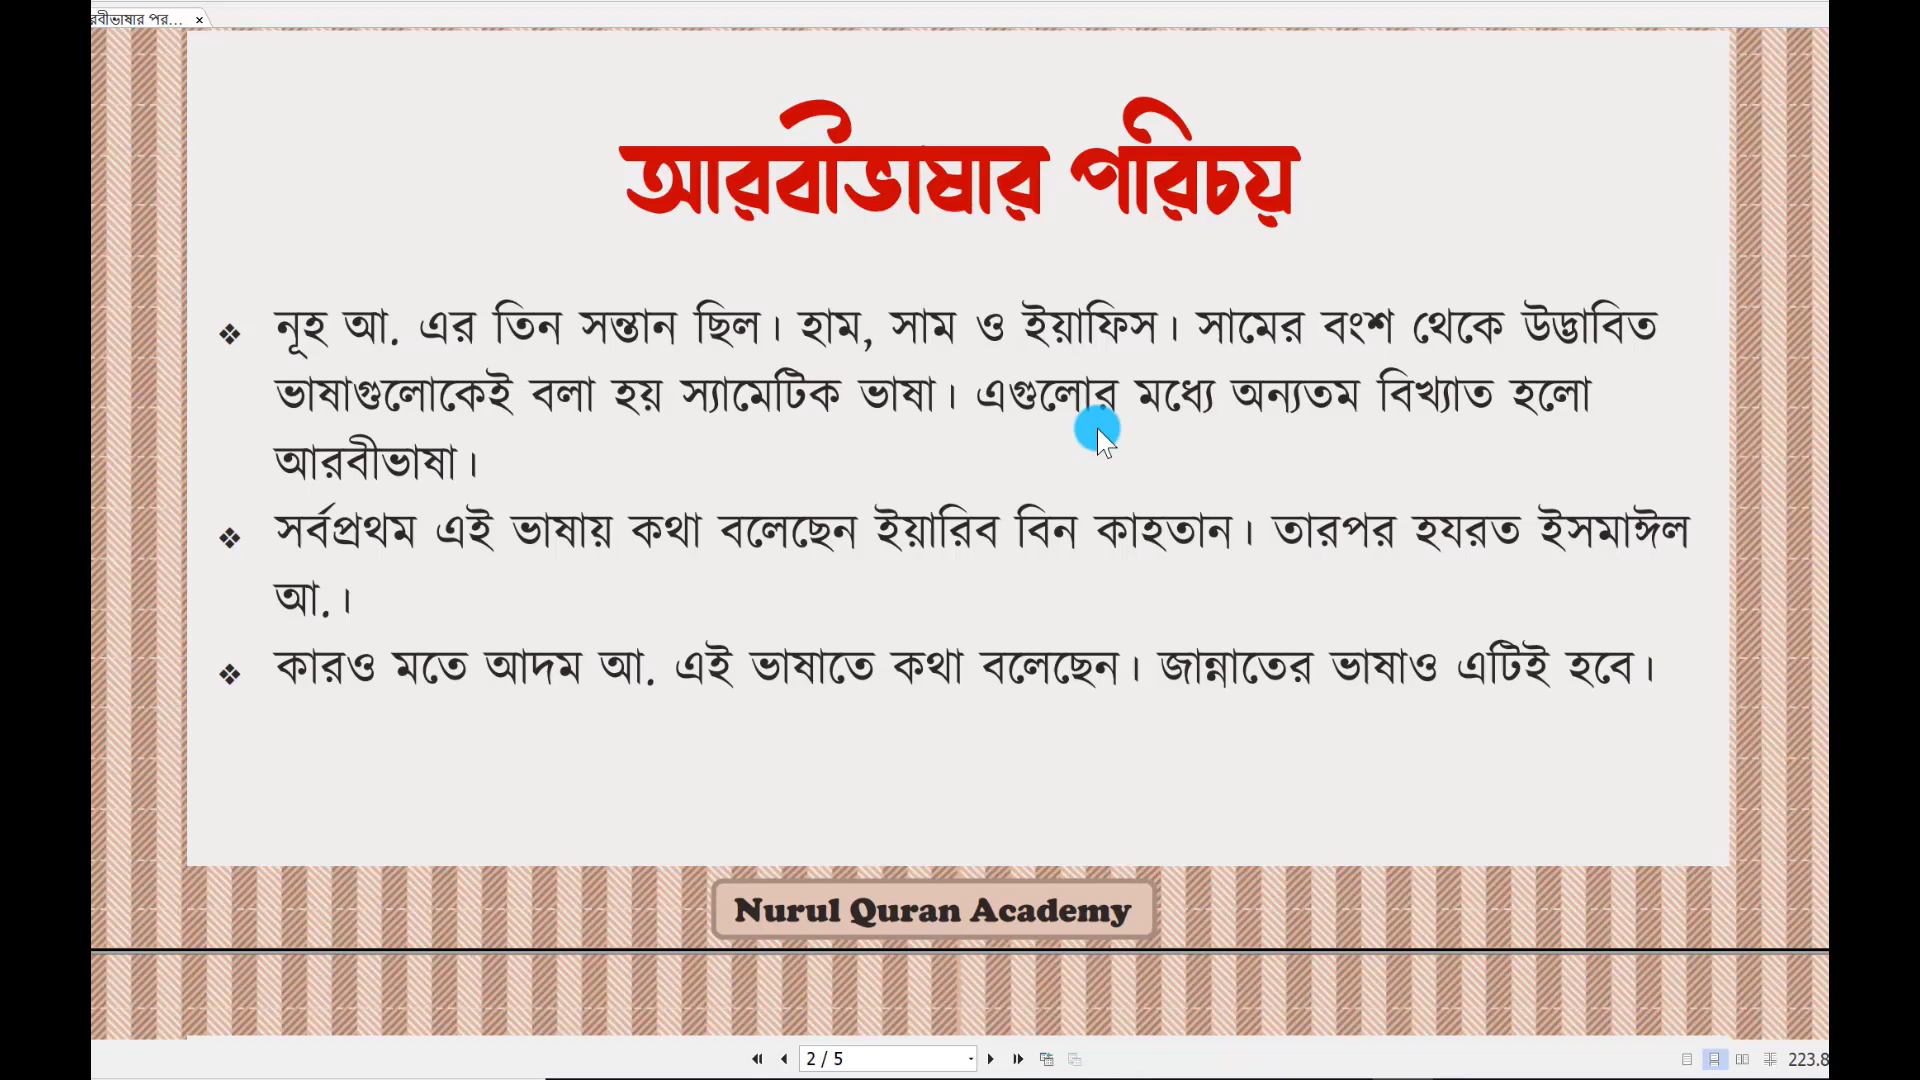 রবীভাষার পর...
আরবীভাষার পরিচয়
❖ নূহ আ. এর তিন সন্তান ছিল। হাম, সাম ও ইয়াফিস। সামের বংশ থেকে উদ্ভাবিত
ভাষাগুলোকেই বলা হয় স্যামেটিক ভাষা। এগুলোর মধ্যে অন্যতম বিখ্যাত হলো
আরবীভাষা।
❖ সর্বপ্রথম এই ভাষায় কথা বলেছেন ইয়ারিব বিন কাহতান। তারপর হযরত ইসমাঈল
আ.।
❖ কারও মতে আদম আ. এই ভাষাতে কথা বলেছেন। জান্নাতের ভাষাও এটিই হবে।
Nurul Quran Academy
2 / 5
223.8